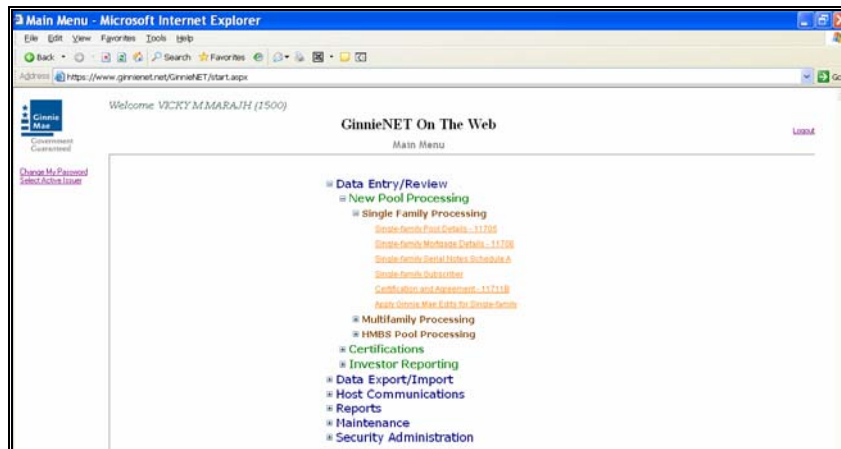 Main Menu - Microsoft Internet Explorer
File Edit View Favorites Tools Help
Back Search Favorites
Address https://www.ginnienet.net/GinnieNET/start.aspx Go
Ginnie Mae
Government Guaranteed
Welcome VICKY M MARAJH (1500)
GinnieNET On The Web
Logout
Main Menu
Change My Password
Select Active Issuer
Data Entry/Review
New Pool Processing
Single Family Processing
Single-family Pool Details - 11705
Single-family Mortgage Details - 11706
Single-family Serial Notes Schedule A
Single-family Subscriber
Certification and Agreement - 11711B
Apply Ginnie Mae Edits for Single-family
Multifamily Processing
HMBS Pool Processing
Certifications
Investor Reporting
Data Export/Import
Host Communications
Reports
Maintenance
Security Administration